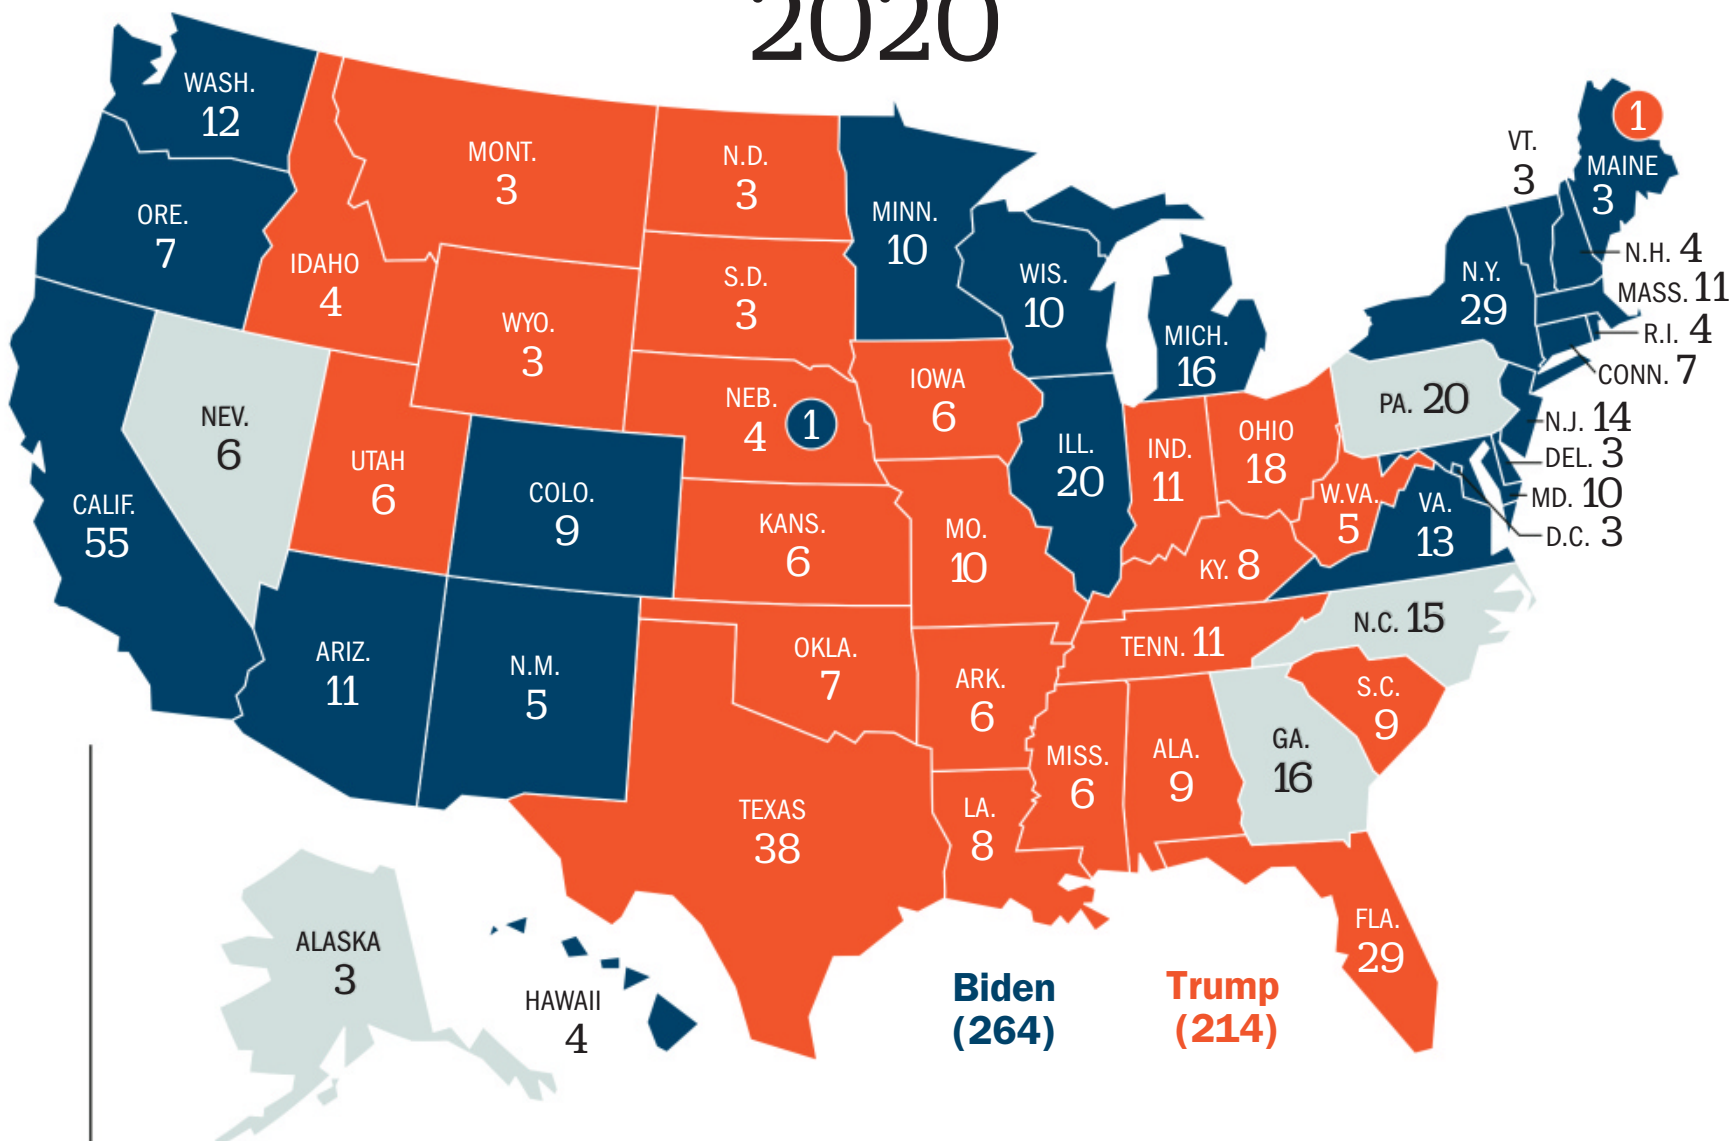 2020
WASH.
12
ORE.
7
CALIF.
55
NEV.
6
IDAHO
4
MONT.
3
WYO.
3
UTAH
6
ARIZ.
11
COLO.
9
N.M.
5
N.D.
3
S.D.
3
NEB.
4
1
KANS.
6
OKLA.
7
TEXAS
38
MINN.
10
IOWA
6
MO.
10
ARK.
6
LA.
8
WIS.
10
ILL.
20
MICH.
16
IND.
11
OHIO
18
KY. 8
TENN. 11
MISS.
6
ALA.
9
GA.
16
FLA.
29
S.C.
9
N.C. 15
VA.
13
W.VA.
5
PA. 20
N.Y.
29
VT.
3
1
MAINE
3
N.H. 4
MASS. 11
R.I. 4
CONN. 7
N.J. 14
DEL. 3
MD. 10
D.C. 3
ALASKA
3
HAWAII
4
Biden
(264)
Trump
(214)